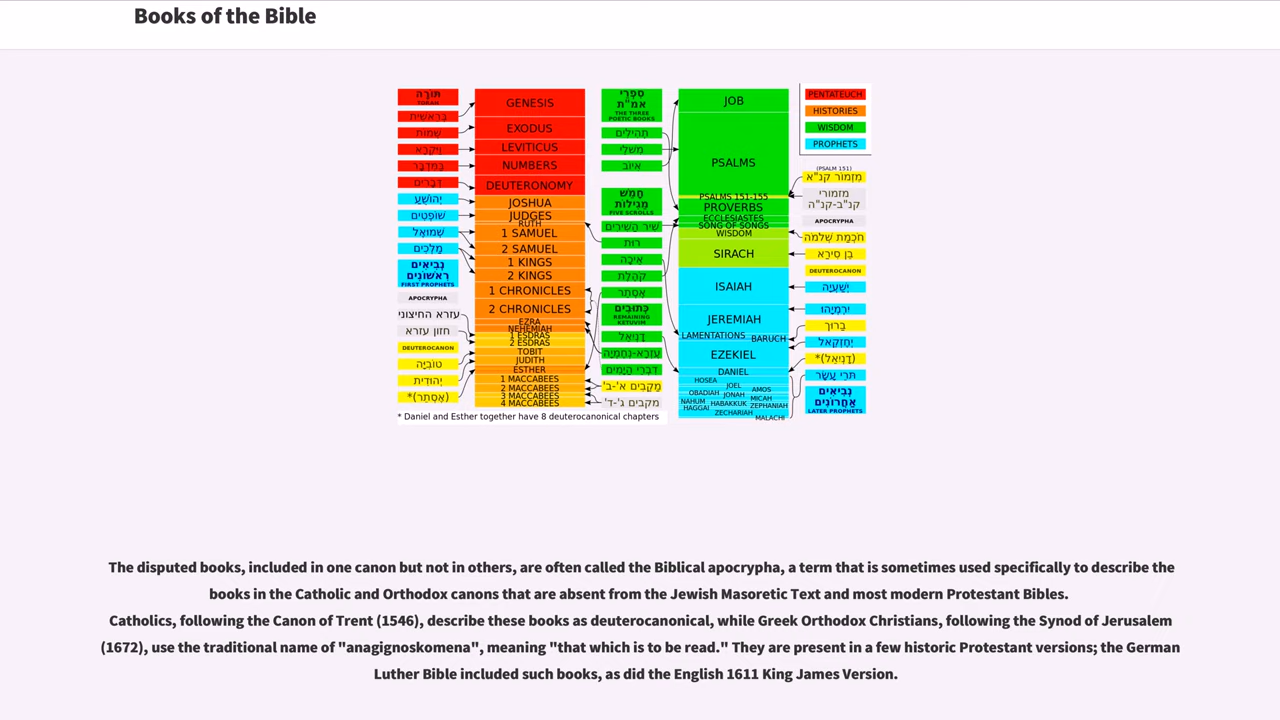 Books of the Bible
תּוֹרָה
TORAH
בְּרֵאשִׁית
שְׁמוֹת
וַיִּקְרָא
בְּמִדְבַּר
דְּבָרִים
יְהוֹשֻׁעַ
שׁוֹפְטִים
שְׁמוּאֵל
מְלָכִים
נְבִיאִים
רִאשׁוֹנִים
FIRST PROPHETS
APOCRYPHA
עזרא החיצוני
חזון עזרא
DEUTEROCANON
טוֹבִיָּה
יְהוּדִית
(אֶסְתֵּר)*
GENESIS
EXODUS
LEVITICUS
NUMBERS
DEUTERONOMY
JOSHUA
JUDGES
RUTH
1 SAMUEL
2 SAMUEL
1 KINGS
2 KINGS
1 CHRONICLES
2 CHRONICLES
EZRA
NEHEMIAH
1 ESDRAS
2 ESDRAS
TOBIT
JUDITH
ESTHER
1 MACCABEES
2 MACCABEES
3 MACCABEES
4 MACCABEES
* Daniel and Esther together have 8 deuterocanonical chapters
סִפְרֵי
אמ"ת
THE THREE
POETIC BOOKS
תְּהִילִים
מִשְׁלֵי
אִיּוֹב
חָמֵשׁ
מְגִילּוֹת
FIVE SCROLLS
שִׁיר הַשִּׁירִים
רוּת
אֵיכָה
קֹהֶלֶת
אֶסְתֵּר
כְּתוּבִים
REMAINING
KETUVIM
דָּנִיֵּאל
עֶזְרָא-נְחֶמְיָה
דִּבְרֵי הַיָּמִים
מַקַבִּים א'-ב'
מקבים ג'-ד'
JOB
PSALMS
PSALMS 151-155
PROVERBS
ECCLESIASTES
SONG OF SONGS
WISDOM
SIRACH
ISAIAH
JEREMIAH
LAMENTATIONS
BARUCH
EZEKIEL
DANIEL
HOSEA
JOEL
AMOS
OBADIAH
JONAH
MICAH
NAHUM
HABAKKUK
ZEPHANIAH
HAGGAI
ZECHARIAH
MALACHI
PENTATEUCH
HISTORIES
WISDOM
PROPHETS
(PSALM 151)
מִזְמוֹר קנ"א
מזמורי
קנ"ב-קנ"ה
APOCRYPHA
חׇכְמַת שְׁלֹמֹה
בֶּן סִירָא
DEUTEROCANON
יְשַׁעְיָה
יִרְמְיָהוּ
בָּרוּךְ
יְחֶזְקֵאל
(דָּנִיֵּאל)*
תְּרֵי עֲשַׂר
נְבִיאִים
אַחֲרוֹנִים
LATER PROPHETS
The disputed books, included in one canon but not in others, are often called the Biblical apocrypha, a term that is sometimes used specifically to describe the
books in the Catholic and Orthodox canons that are absent from the Jewish Masoretic Text and most modern Protestant Bibles.
Catholics, following the Canon of Trent (1546), describe these books as deuterocanonical, while Greek Orthodox Christians, following the Synod of Jerusalem
(1672), use the traditional name of "anagignoskomena", meaning "that which is to be read." They are present in a few historic Protestant versions; the German
Luther Bible included such books, as did the English 1611 King James Version.